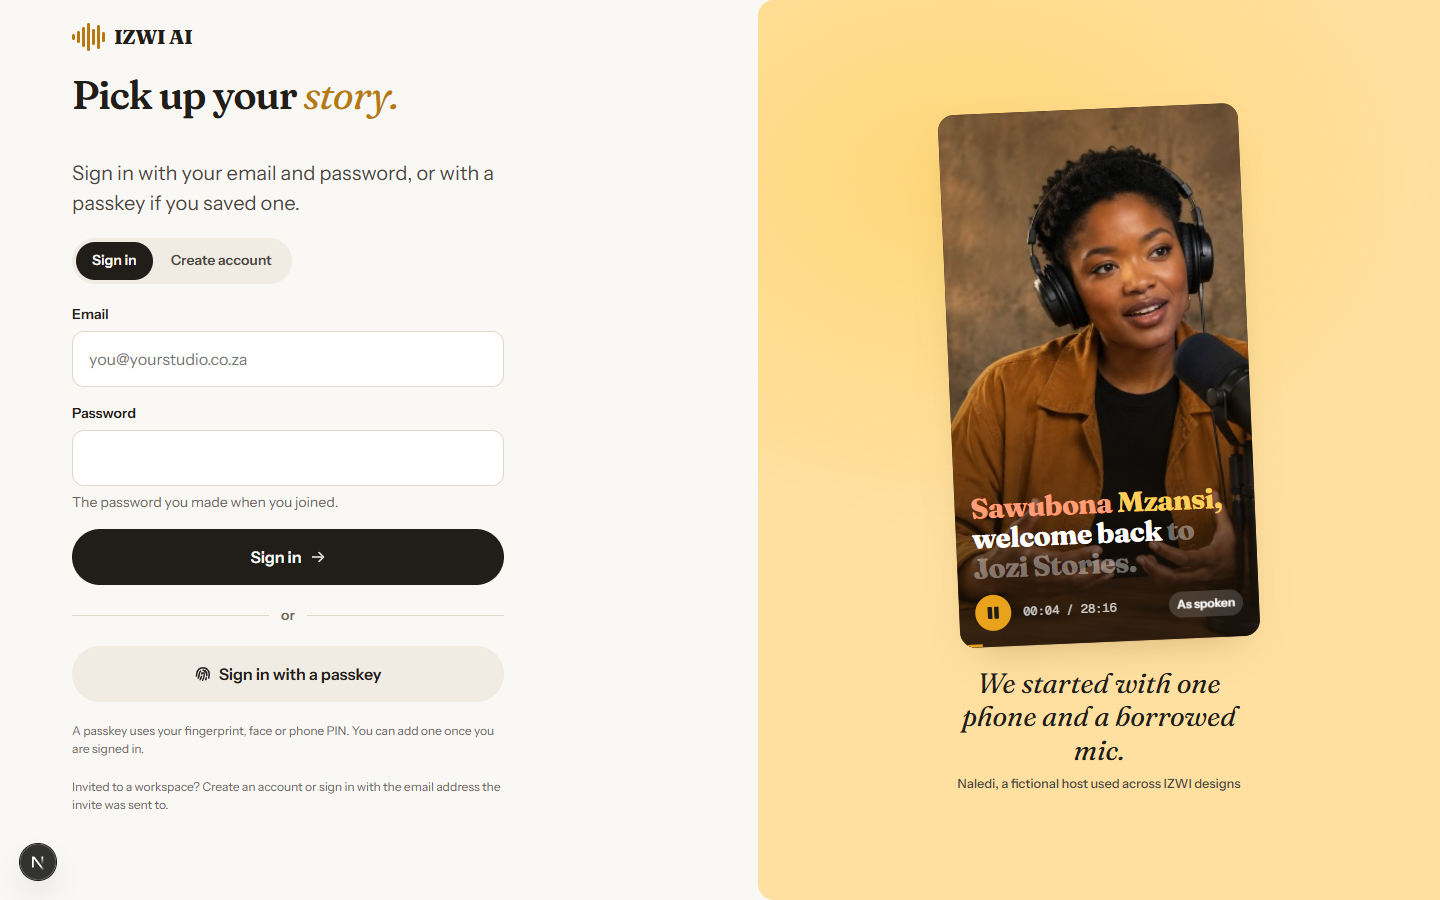 IZWI AI
Pick up your story.
Sign in with your email and password, or with a
passkey if you saved one.
Sign in
Create account
Email
you@yourstudio.co.za
Password
The password you made when you joined.
Sign in →
or
Sign in with a passkey
A passkey uses your fingerprint, face or phone PIN. You can add one once you
are signed in.
Invited to a workspace? Create an account or sign in with the email address the
invite was sent to.
N
Sawubona Mzansi,
welcome back to
Jozi Stories.
00:04 / 28:16
As spoken
We started with one
phone and a borrowed
mic.
Naledi, a fictional host used across IZWI designs